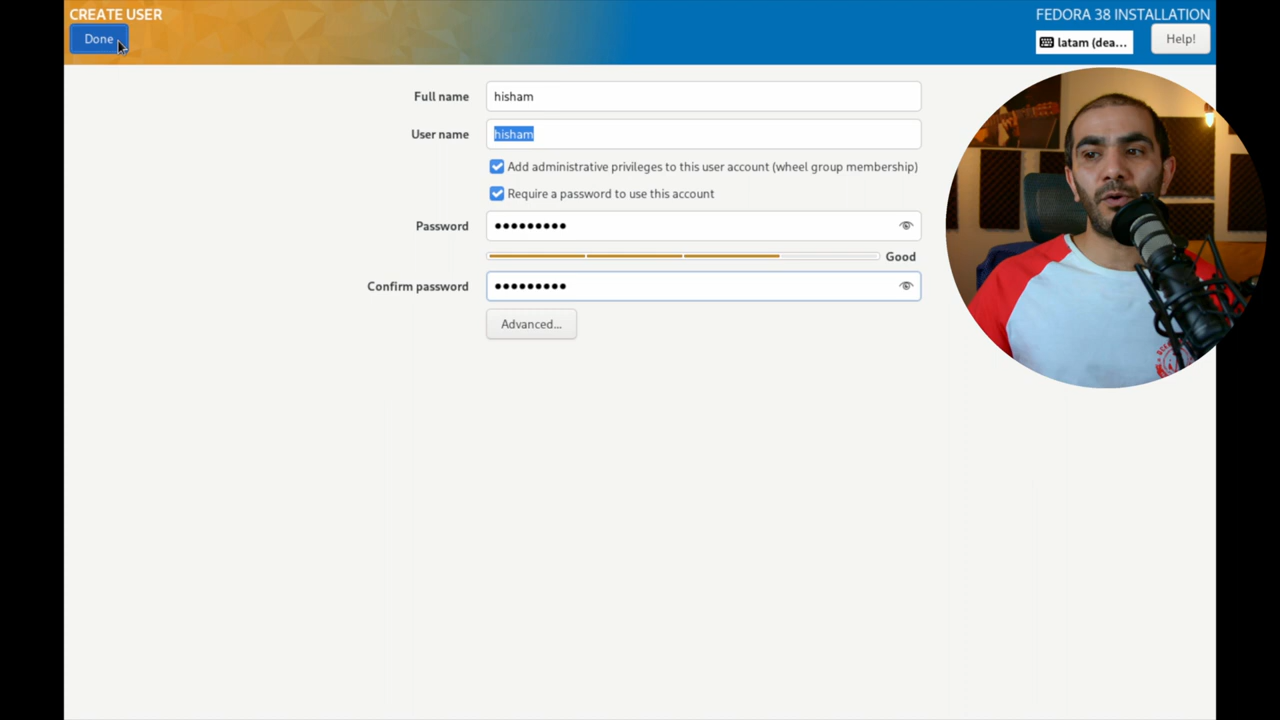 CREATE USER
FEDORA 38 INSTALLATION
Done
latam (dea...
Help!
Full name
hisham
User name
hisham
Add administrative privileges to this user account (wheel group membership)
Require a password to use this account
Password
●●●●●●●●●
Good
Confirm password
●●●●●●●●●
Advanced...